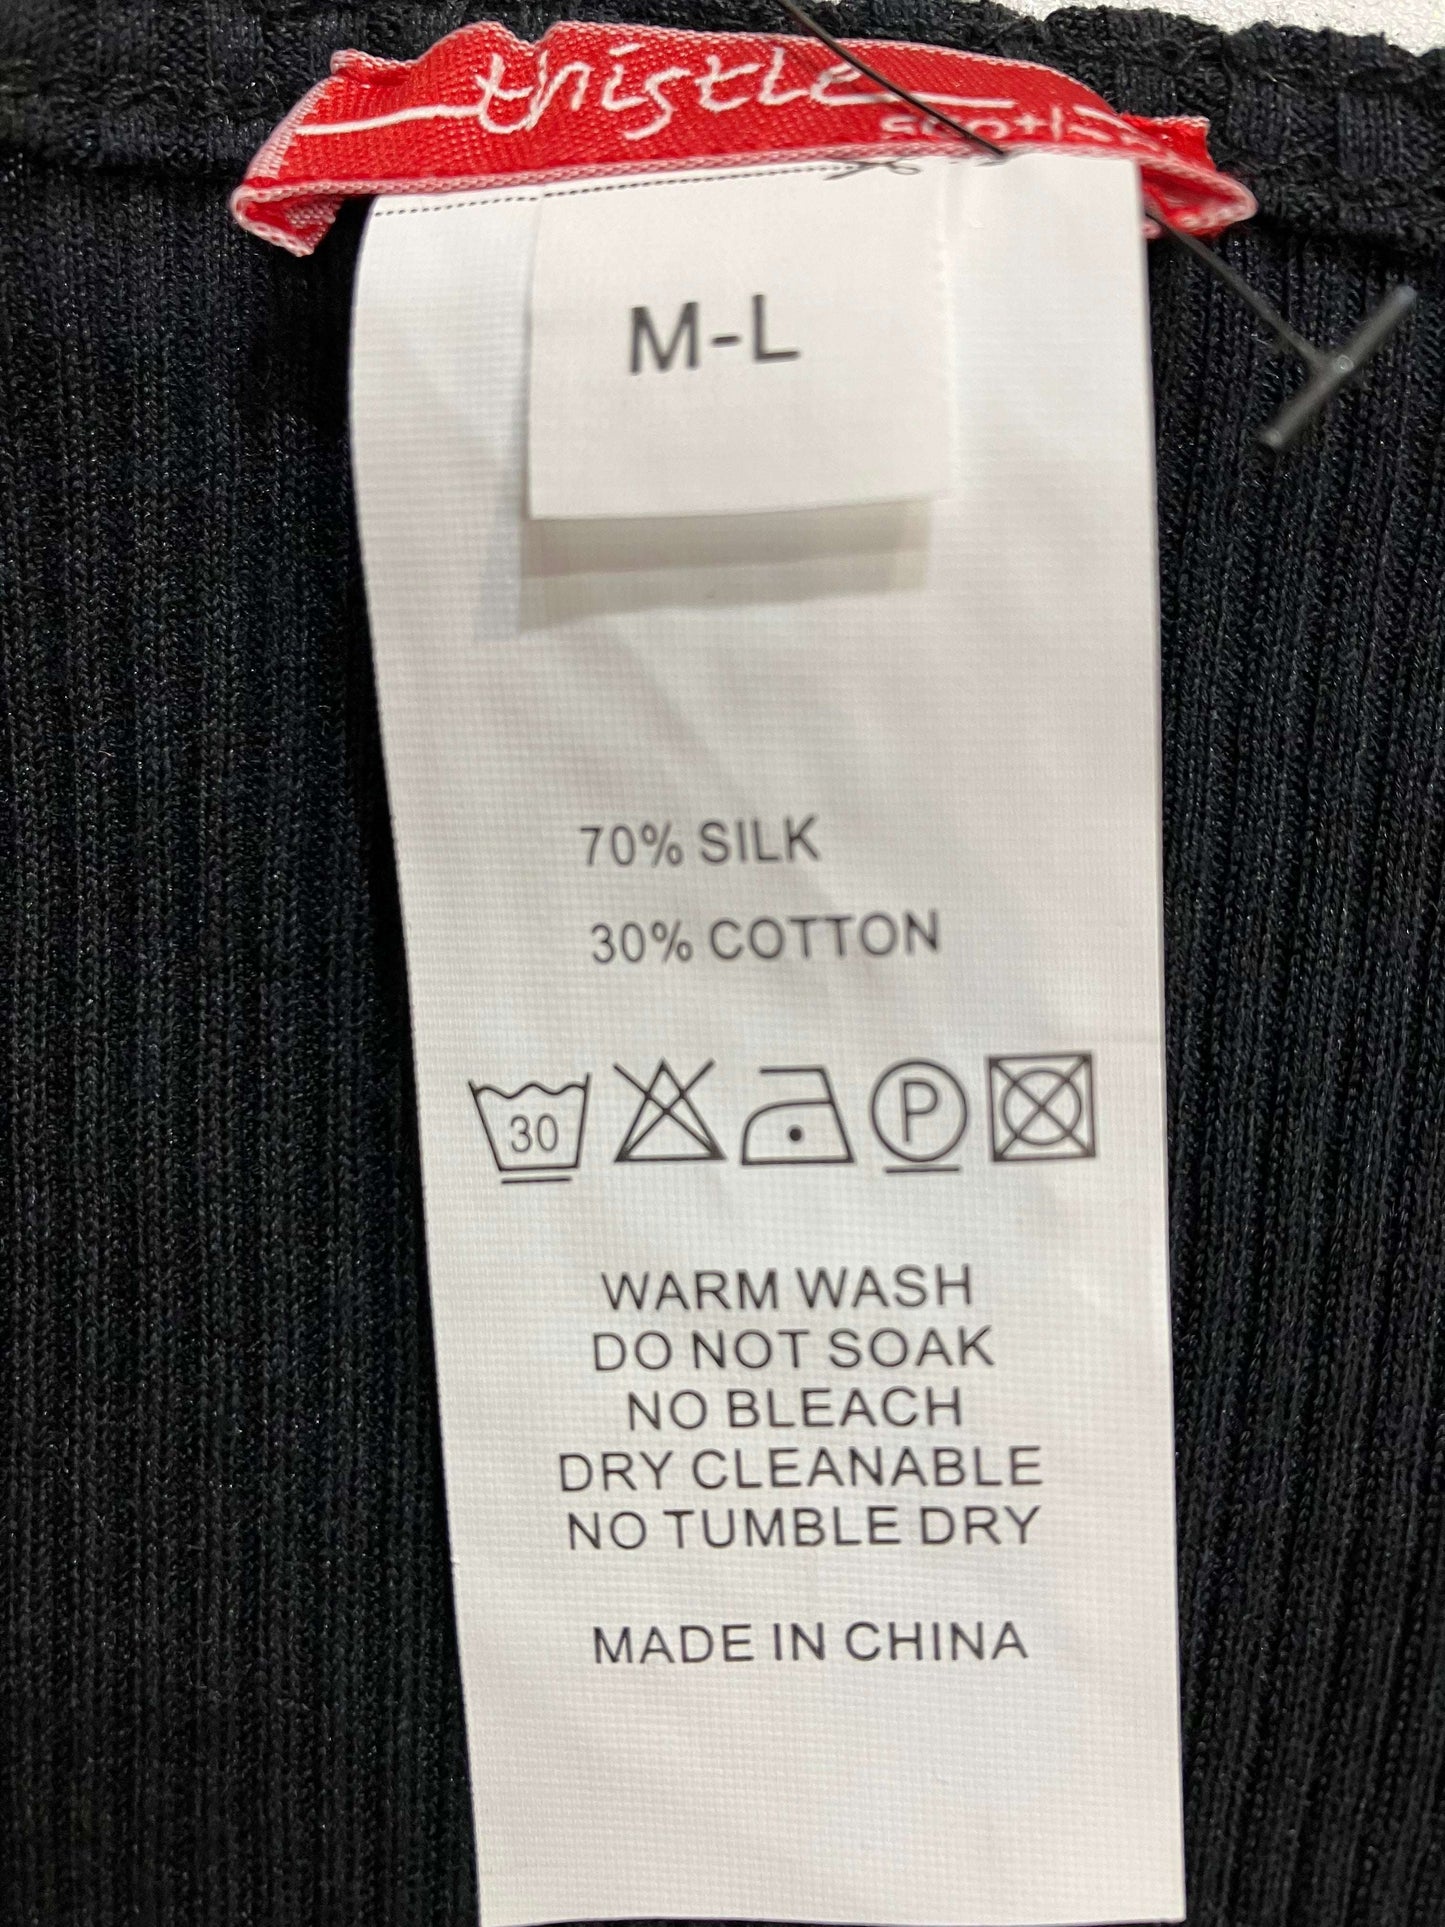 thistle
M-L
70% SILK
30% COTTON
30 P
WARM WASH
DO NOT SOAK
NO BLEACH
DRY CLEANABLE
NO TUMBLE DRY
MADE IN CHINA